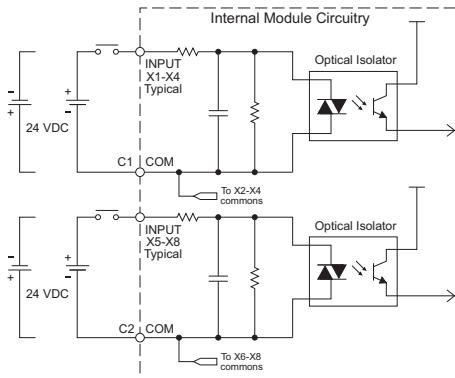 Internal Module Circuitry
Optical Isolator
INPUT
X1-X4
Typical
-
+
+
-
24 VDC
C1
COM
To X2-X4
commons
Optical Isolator
INPUT
X5-X8
Typical
-
+
+
-
24 VDC
C2
COM
To X6-X8
commons